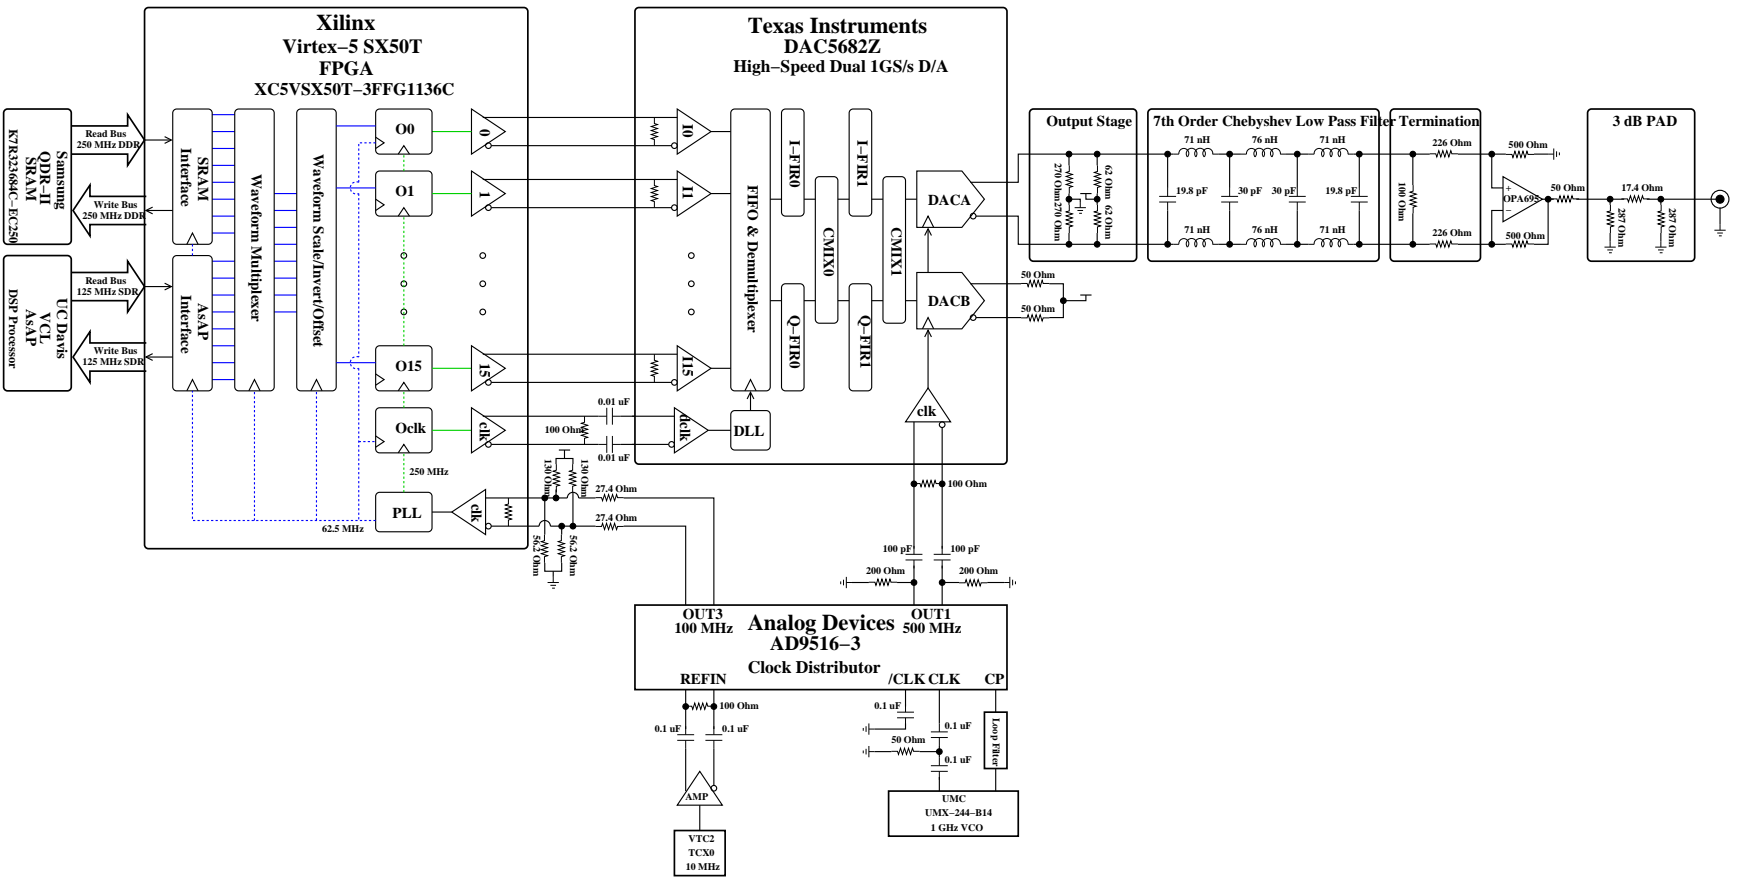 Xilinx
Virtex−5 SX50T
FPGA
XC5VSX50T−3FFG1136C
Samsung
QDR−II
SRAM
K7R323684C−EC250
Read Bus
250 MHz DDR
Write Bus
250 MHz DDR
UC Davis
VCL
AsAP
DSP Processor
Read Bus
125 MHz SDR
Write Bus
125 MHz SDR
SRAM
Interface
AsAP
Interface
Waveform Multiplexer
Waveform Scale/Invert/Offset
O0
O1
O15
Oclk
250 MHz
PLL
62.5 MHz
0
1
15
clk
clk
Texas Instruments
DAC5682Z
High−Speed Dual 1GS/s D/A
I0
I1
I15
dclk
FIFO & Demultiplexer
DLL
I−FIR0
Q−FIR0
CMIX0
I−FIR1
Q−FIR1
CMIX1
DACA
DACB
clk
0.01 uF
100 Ohm
0.01 uF
130 Ohm
130 Ohm
27.4 Ohm
27.4 Ohm
56.2 Ohm
56.2 Ohm
50 Ohm
50 Ohm
Output Stage
270 Ohm
270 Ohm
62 Ohm
62 Ohm
7th Order Chebyshev Low Pass Filter
71 nH
76 nH
71 nH
19.8 pF
30 pF
30 pF
19.8 pF
71 nH
76 nH
71 nH
Termination
100 Ohm
226 Ohm
226 Ohm
500 Ohm
+
OPA695
−
500 Ohm
50 Ohm
3 dB PAD
17.4 Ohm
287 Ohm
287 Ohm
100 Ohm
100 pF
100 pF
200 Ohm
200 Ohm
OUT3
100 MHz
OUT1
500 MHz
Analog Devices
AD9516−3
Clock Distributor
REFIN
/CLK
CLK
CP
100 Ohm
0.1 uF
0.1 uF
AMP
VTC2
TCX0
10 MHz
0.1 uF
0.1 uF
50 Ohm
0.1 uF
Loop Filter
UMC
UMX−244−B14
1 GHz VCO